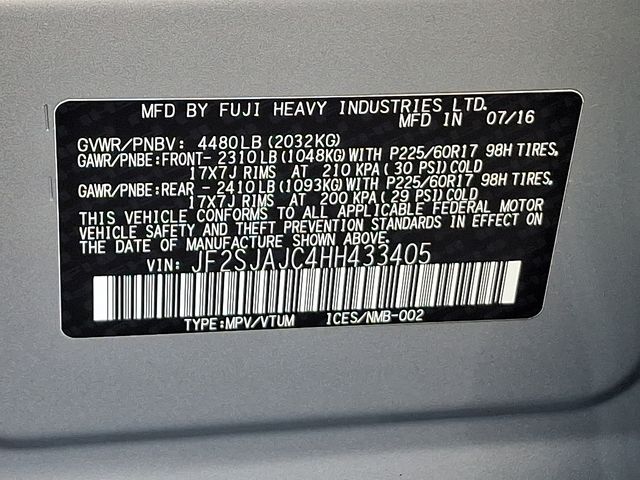 MFD BY FUJI HEAVY INDUSTRIES LTD.
MFD IN 07/16
GVWR/PNBV: 4480LB(2032KG)
GAWR/PNBE:FRONT- 2310LB(1048KG)WITH P225/60R17 98H TIRES,
17X7J RIMS AT 210 KPA( 30 PSI)COLD
GAWR/PNBE:REAR - 2410LB(1093KG)WITH P225/60R17 98H TIRES,
17X7J RIMS AT 200 KPA( 29 PSI)COLD
THIS VEHICLE CONFORMS TO ALL APPLICABLE FEDERAL MOTOR
VEHICLE SAFETY AND THEFT PREVENTION STANDARDS IN EFFECT ON
THE DATE OF MANUFACTURE SHOWN ABOVE.
VIN: JF2SJAJC4HH433405
TYPE:MPV/VTUM ICES/NMB-002